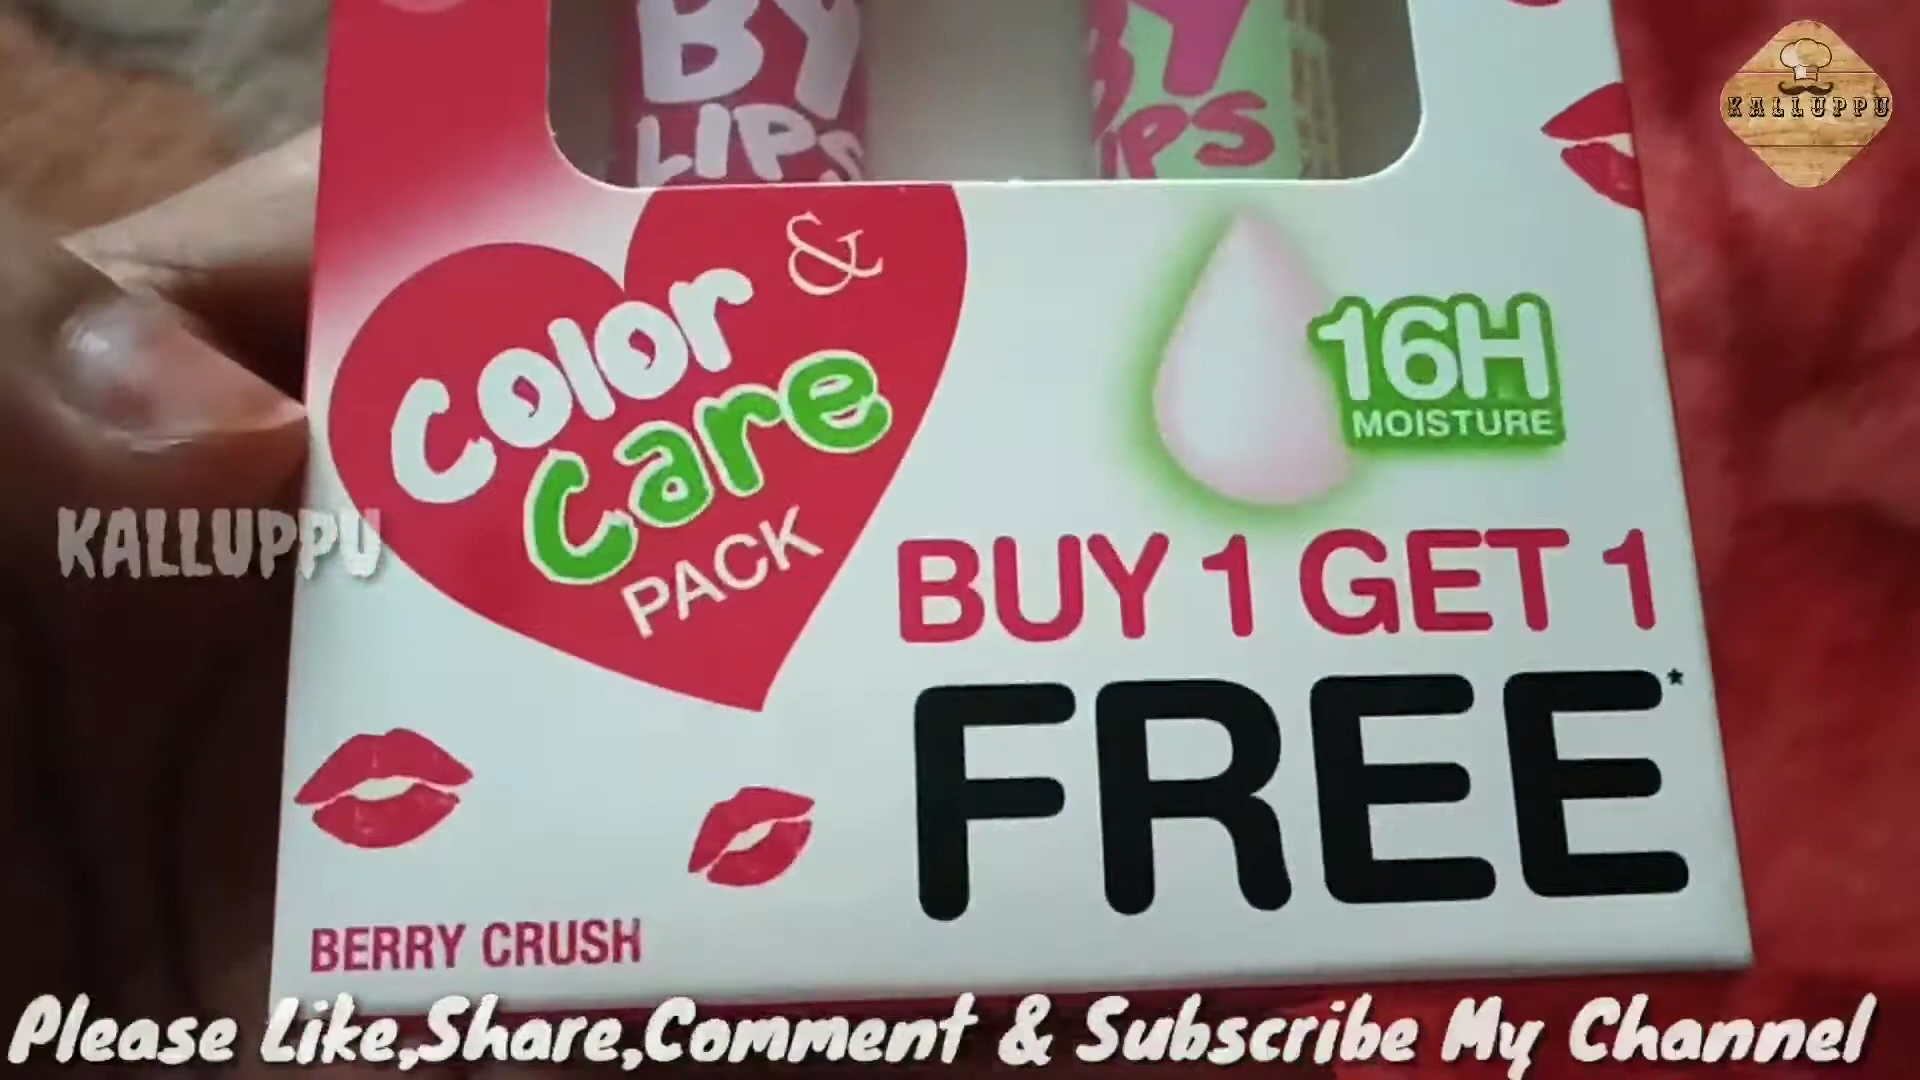 BY
LIPS
KALLUPPU
Color &
Care
PACK
16H
MOISTURE
KALLUPPU
BUY 1 GET 1
FREE*
BERRY CRUSH
Please Like,Share,Comment & Subscribe My Channel